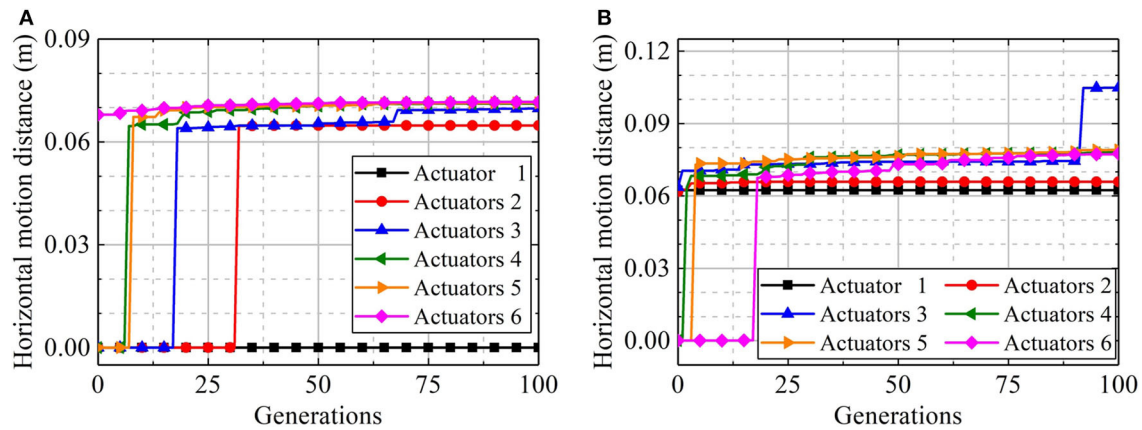 A
Horizontal motion distance (m)
0.09
0.06
0.03
0.00
0
25
50
75
100
Generations
Actuator 1
Actuators 2
Actuators 3
Actuators 4
Actuators 5
Actuators 6
B
Horizontal motion distance (m)
0.12
0.09
0.06
0.03
0.00
0
25
50
75
100
Generations
Actuator 1 Actuators 2
Actuators 3 Actuators 4
Actuators 5 Actuators 6